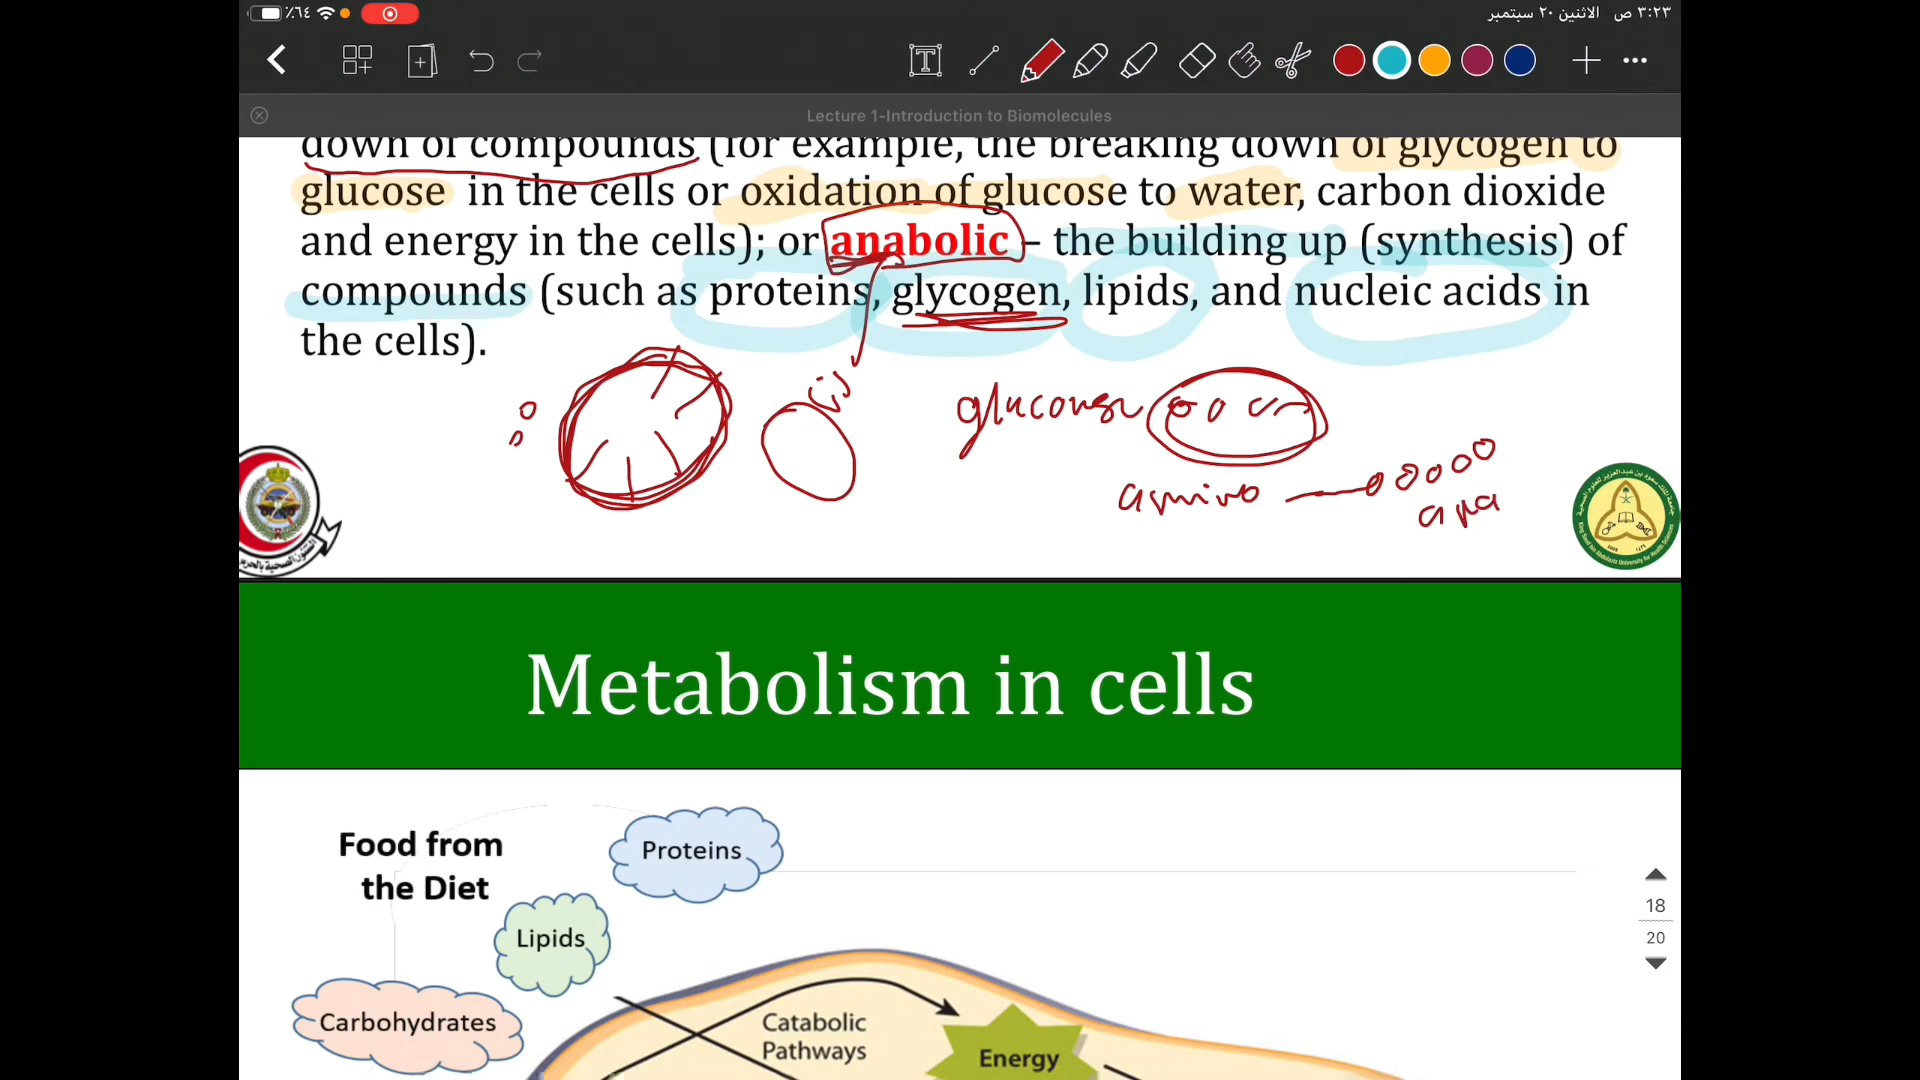 ٪٦٤
٣:٢٣ ص الاثنين ٢٠ سبتمبر
T
Lecture 1-Introduction to Biomolecules
down of compounds (for example, the breaking down of glycogen to
glucose in the cells or oxidation of glucose to water, carbon dioxide
and energy in the cells); or anabolic – the building up (synthesis) of
compounds (such as proteins, glycogen, lipids, and nucleic acids in
the cells).
amino
Metabolism in cells
Food from
the Diet
Proteins
Lipids
Carbohydrates
Catabolic
Pathways
Energy
18
20